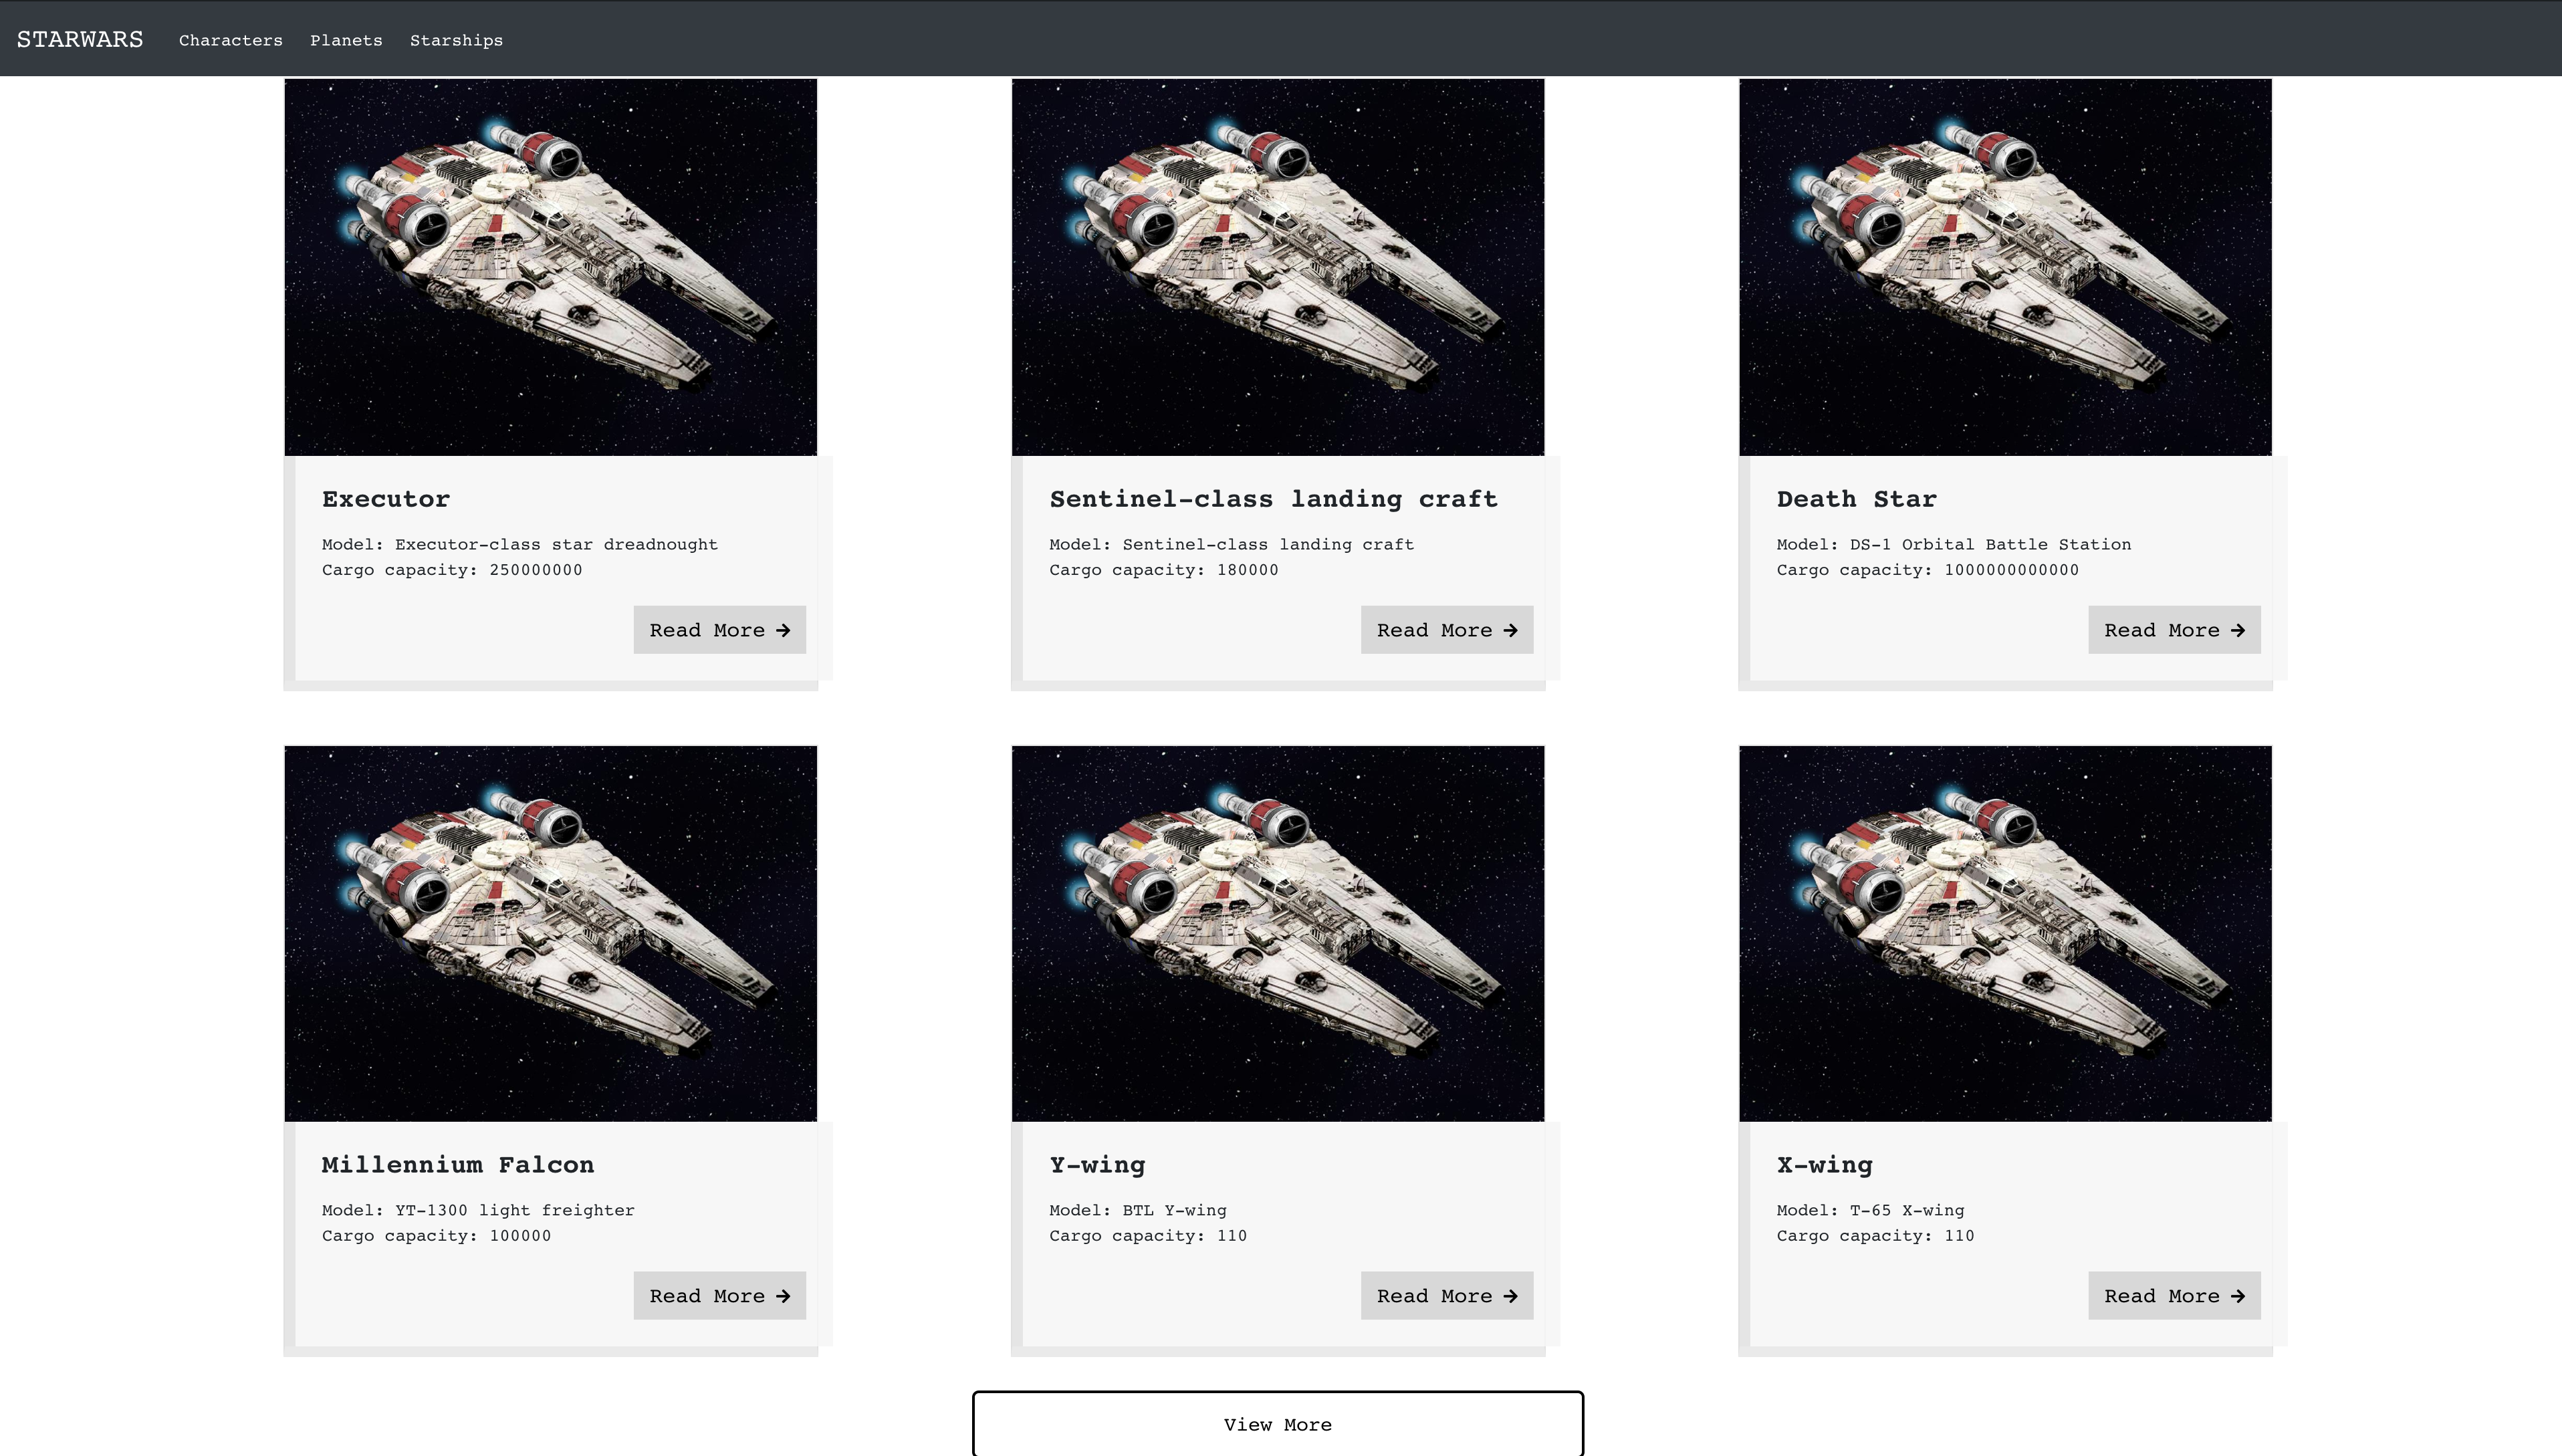 STARWARS Characters Planets Starships
Executor
Model: Executor-class star dreadnought
Cargo capacity: 250000000
Read More →
Sentinel-class landing craft
Model: Sentinel-class landing craft
Cargo capacity: 180000
Read More →
Death Star
Model: DS-1 Orbital Battle Station
Cargo capacity: 1000000000000
Read More →
Millennium Falcon
Model: YT-1300 light freighter
Cargo capacity: 100000
Read More →
Y-wing
Model: BTL Y-wing
Cargo capacity: 110
Read More →
X-wing
Model: T-65 X-wing
Cargo capacity: 110
Read More →
View More